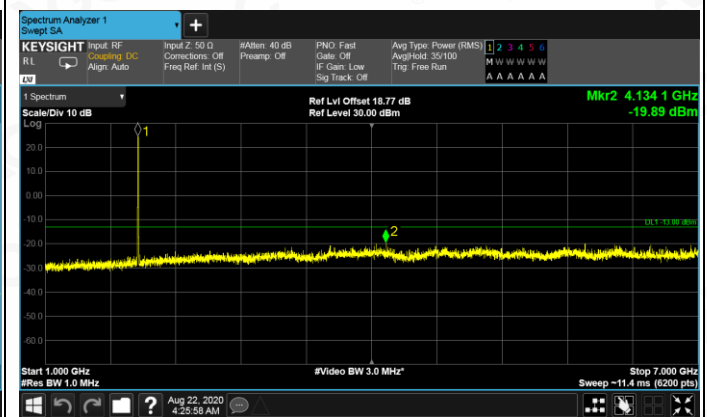 Spectrum Analyzer 1
Swept SA
+
KEYSIGHT Input: RF Input Z: 50 Ω #Atten: 40 dB PNO: Fast Avg Type: Power (RMS) 1 2 3 4 5 6
RL Coupling: DC Corrections: Off Preamp: Off Gate: Off Avg|Hold: 35/100 M W W W W W
Align: Auto Freq Ref: Int (S) IF Gain: Low Trig: Free Run
LXI Sig Track: Off A A A A A A
1 Spectrum
Scale/Div 10 dB
Ref Lvl Offset 18.77 dB
Ref Level 30.00 dBm
Mkr2 4.134 1 GHz
-19.89 dBm
Log
1
20.0
10.0
0.00
-10.0
DL1 -13.00 dBm
2
-20.0
-30.0
-40.0
-50.0
-60.0
Start 1.000 GHz #Video BW 3.0 MHz* Stop 7.000 GHz
#Res BW 1.0 MHz Sweep ~11.4 ms (6200 pts)
? Aug 22, 2020
4:25:58 AM